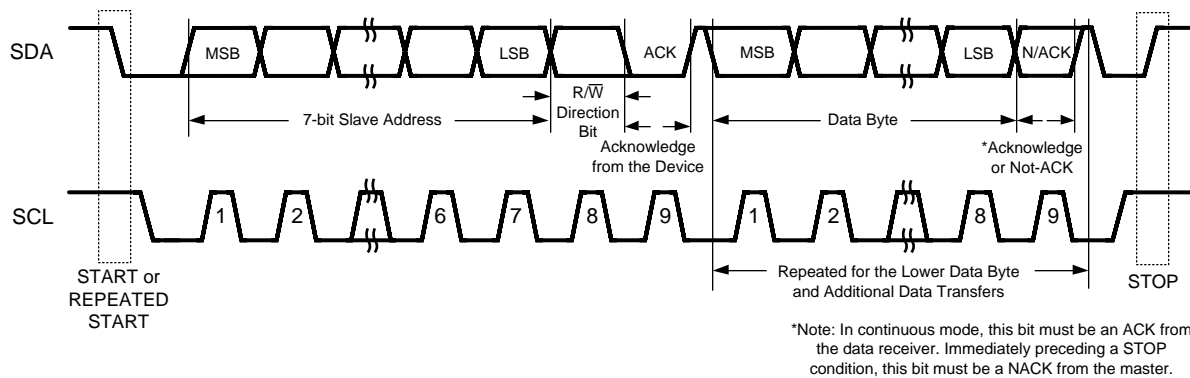 SDA
MSB
LSB
ACK
MSB
LSB
N/ACK
R/W̅
Direction
Bit
7-bit Slave Address
Data Byte
Acknowledge
from the Device
*Acknowledge
or Not-ACK
SCL
1
2
6
7
8
9
1
2
8
9
START or
REPEATED
START
Repeated for the Lower Data Byte
and Additional Data Transfers
STOP
*Note: In continuous mode, this bit must be an ACK from
the data receiver. Immediately preceding a STOP
condition, this bit must be a NACK from the master.